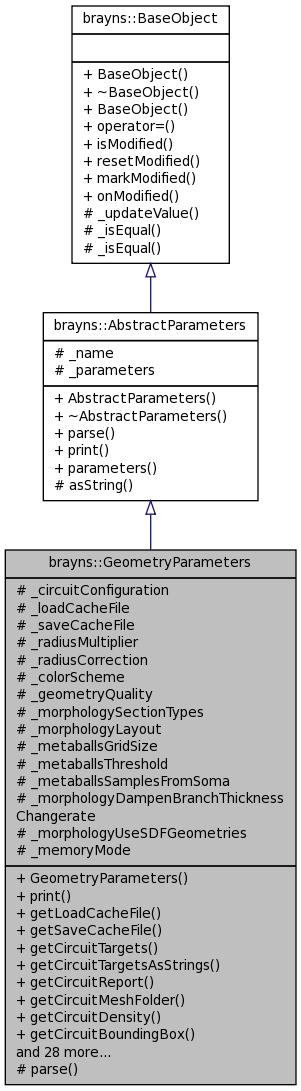 brayns::BaseObject
+ BaseObject()
+ ~BaseObject()
+ BaseObject()
+ operator=()
+ isModified()
+ resetModified()
+ markModified()
+ onModified()
# _updateValue()
# _isEqual()
# _isEqual()
brayns::AbstractParameters
# _name
# _parameters
+ AbstractParameters()
+ ~AbstractParameters()
+ parse()
+ print()
+ parameters()
# asString()
brayns::GeometryParameters
# _circuitConfiguration
# _loadCacheFile
# _saveCacheFile
# _radiusMultiplier
# _radiusCorrection
# _colorScheme
# _geometryQuality
# _morphologySectionTypes
# _morphologyLayout
# _metaballsGridSize
# _metaballsThreshold
# _metaballsSamplesFromSoma
# _morphologyDampenBranchThickness
Changerate
# _morphologyUseSDFGeometries
# _memoryMode
+ GeometryParameters()
+ print()
+ getLoadCacheFile()
+ getSaveCacheFile()
+ getCircuitTargets()
+ getCircuitTargetsAsStrings()
+ getCircuitReport()
+ getCircuitMeshFolder()
+ getCircuitDensity()
+ getCircuitBoundingBox()
and 28 more...
# parse()